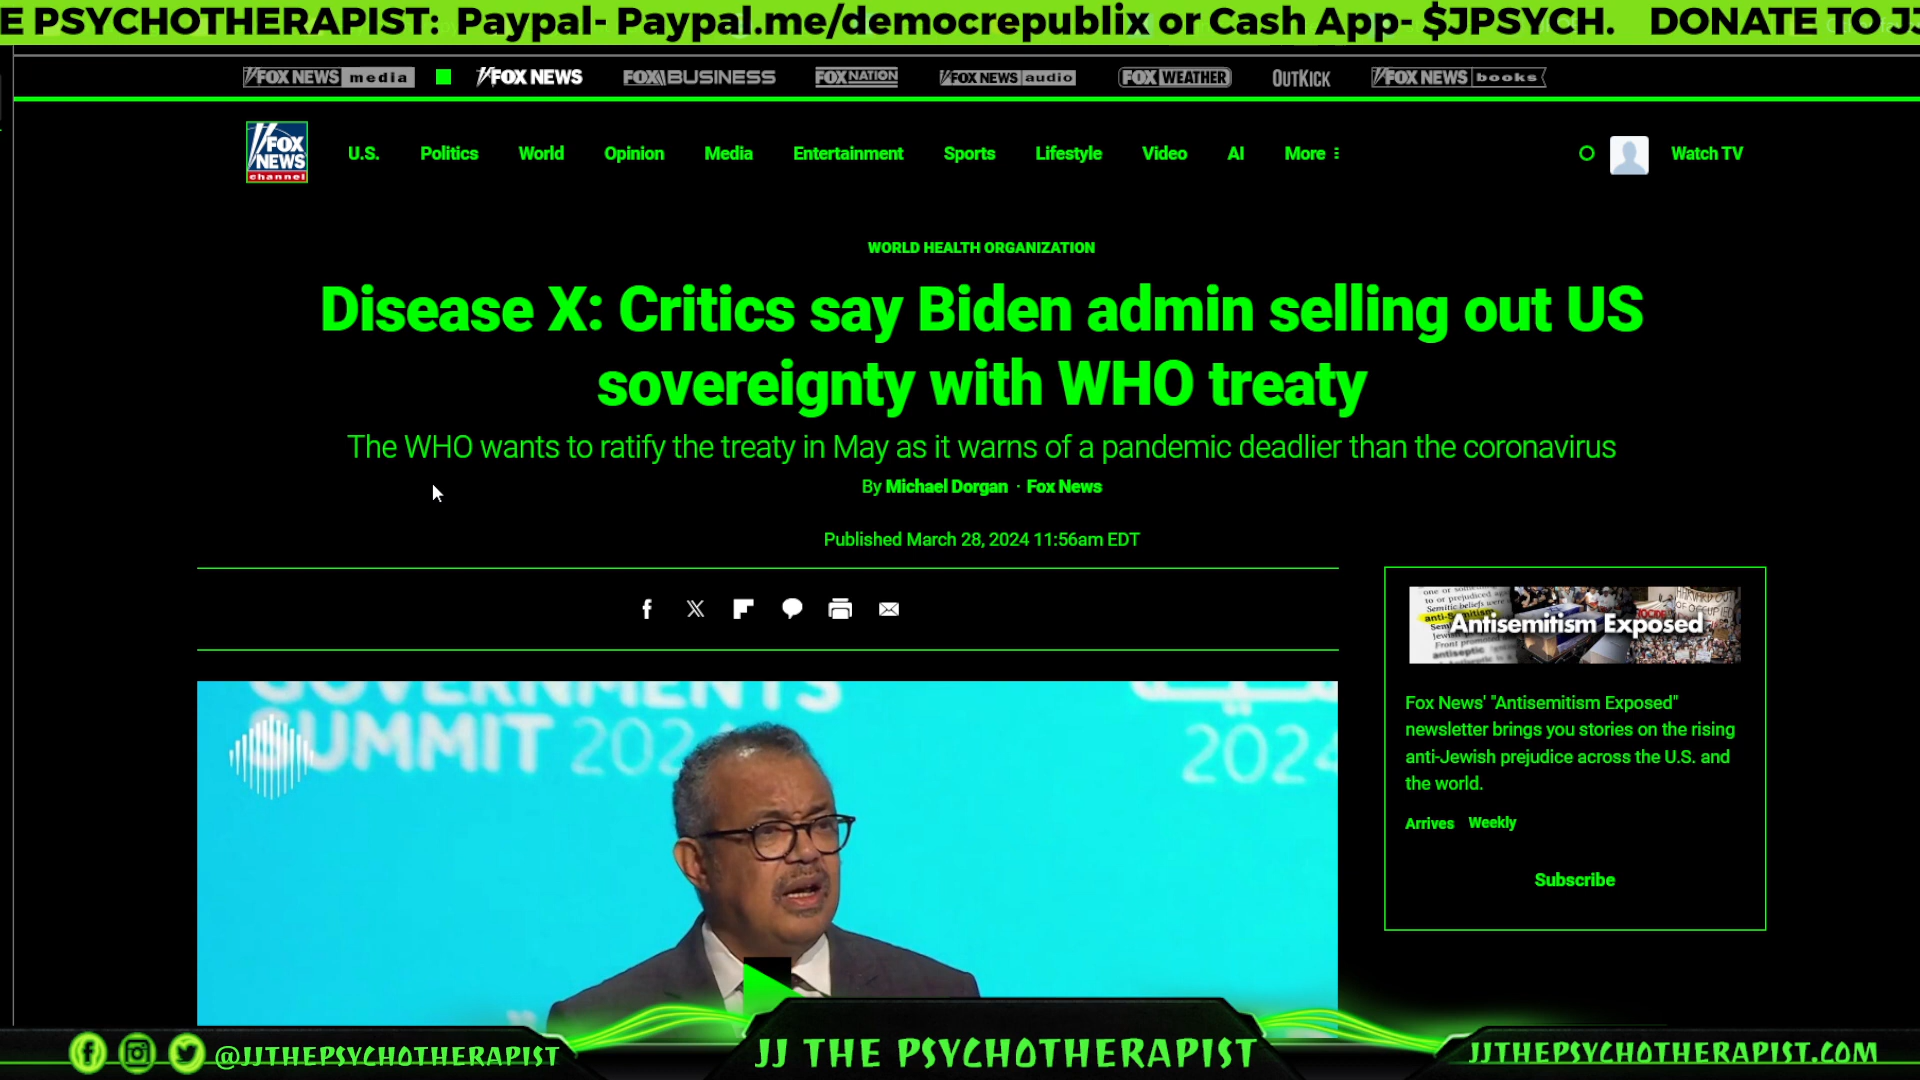 E PSYCHOTHERAPIST: Paypal- Paypal.me/democrepublix or Cash App- $JPSYCH. DONATE TO JJ
FOX NEWS media FOX NEWS FOX BUSINESS FOX NATION FOX NEWS audio FOX WEATHER OUTKICK FOX NEWS books
FOX NEWS channel
U.S. Politics World Opinion Media Entertainment Sports Lifestyle Video AI More Watch TV
WORLD HEALTH ORGANIZATION
Disease X: Critics say Biden admin selling out US
sovereignty with WHO treaty
The WHO wants to ratify the treaty in May as it warns of a pandemic deadlier than the coronavirus
By Michael Dorgan · Fox News
Published March 28, 2024 11:56am EDT
Antisemitism Exposed
Fox News' "Antisemitism Exposed"
newsletter brings you stories on the rising
anti-Jewish prejudice across the U.S. and
the world.
Arrives Weekly
Subscribe
GOVERNMENTS
SUMMIT 2024
2024
@JJTHEPSYCHOTHERAPIST
JJ THE PSYCHOTHERAPIST
JJTHEPSYCHOTHERAPIST.COM